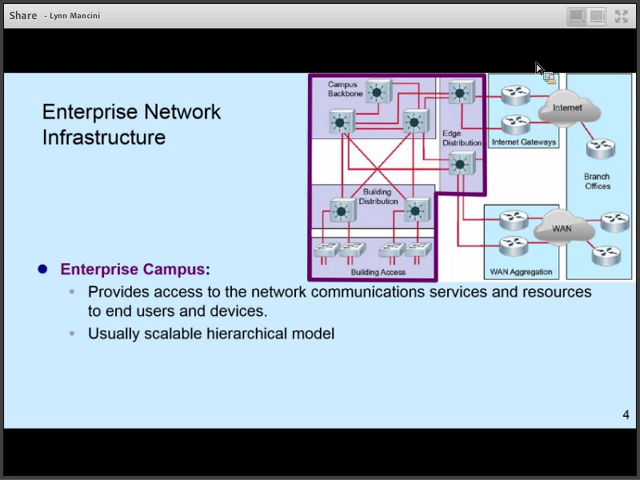 Share - Lynn Mancini
Enterprise Network
Infrastructure
Campus
Backbone
Edge
Distribution
Internet
Internet Gateways
Branch
Offices
Building
Distribution
WAN
Building Access
WAN Aggregation
Enterprise Campus:
Provides access to the network communications services and resources
to end users and devices.
Usually scalable hierarchical model
4